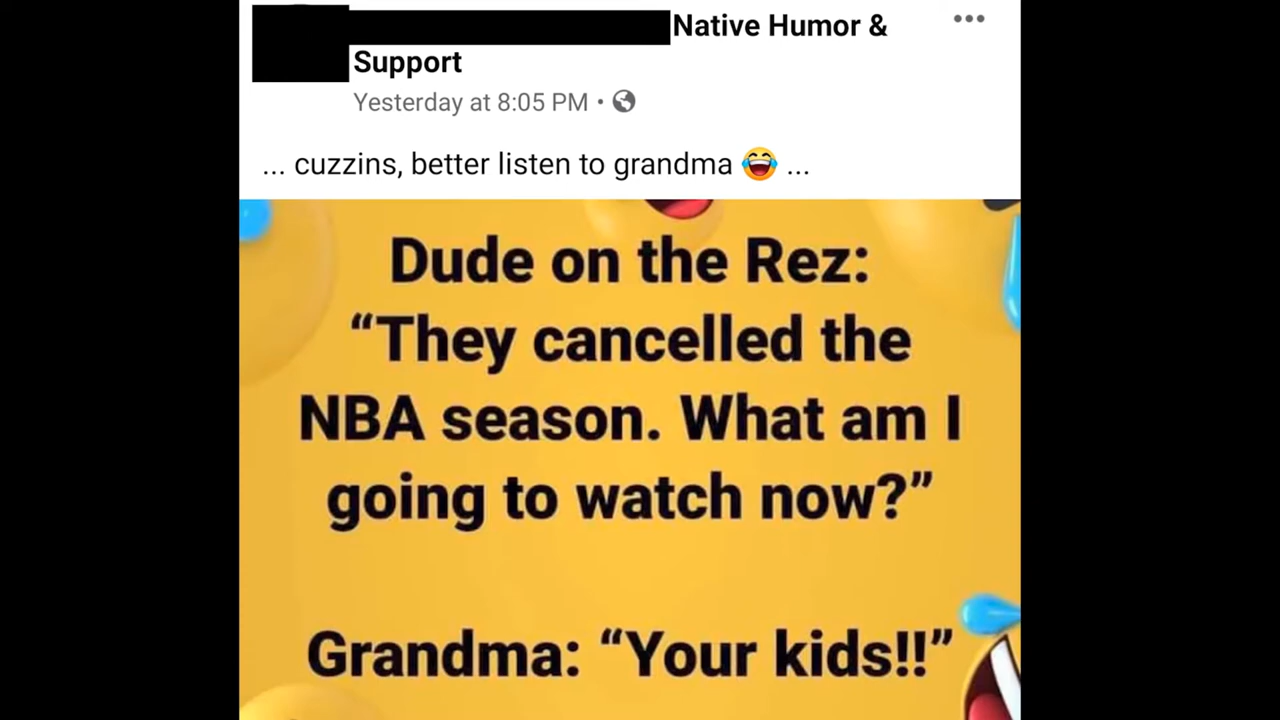 Native Humor &
Support
Yesterday at 8:05 PM •
... cuzzins, better listen to grandma 😂 ...
Dude on the Rez:
“They cancelled the
NBA season. What am I
going to watch now?”
Grandma: “Your kids!!”